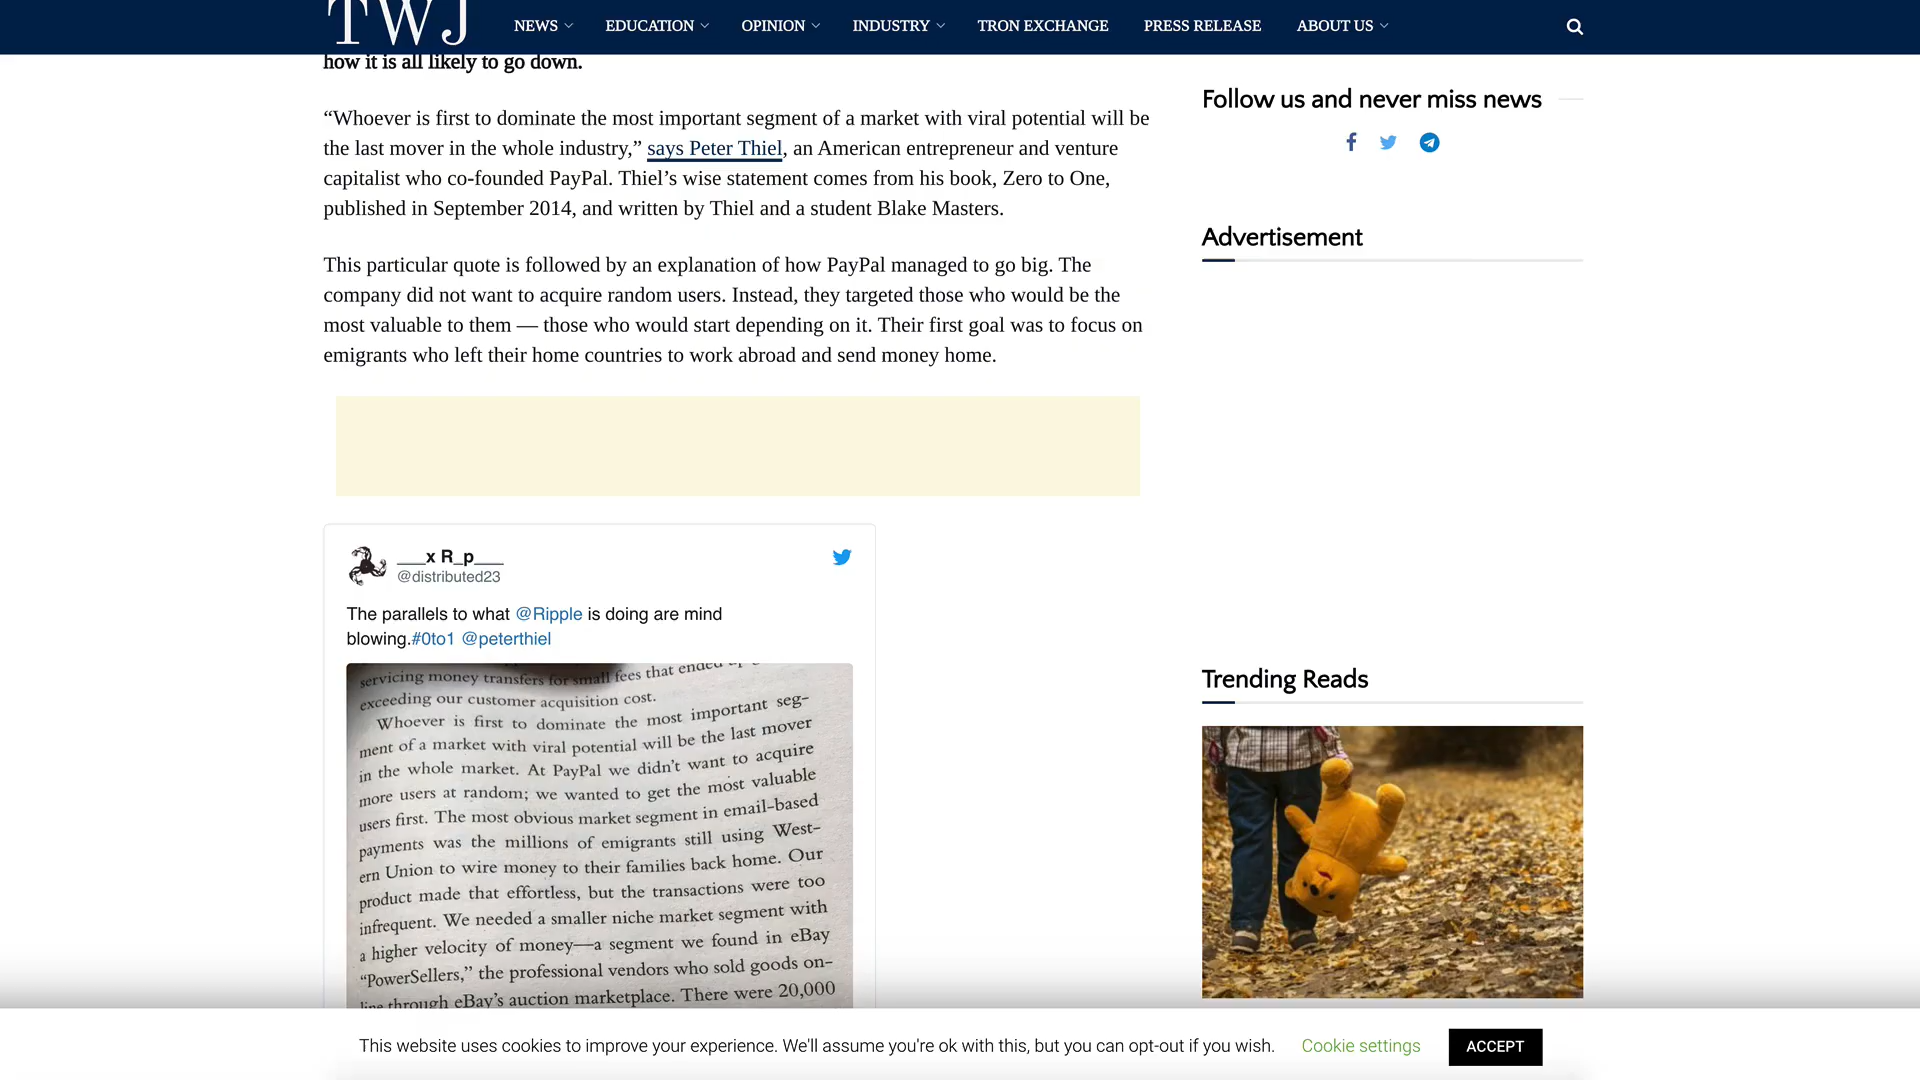 TWJ
NEWS
EDUCATION
OPINION
INDUSTRY
TRON EXCHANGE
PRESS RELEASE
ABOUT US
how it is all likely to go down.
“Whoever is first to dominate the most important segment of a market with viral potential will be
the last mover in the whole industry,” says Peter Thiel, an American entrepreneur and venture
capitalist who co-founded PayPal. Thiel’s wise statement comes from his book, Zero to One,
published in September 2014, and written by Thiel and a student Blake Masters.
This particular quote is followed by an explanation of how PayPal managed to go big. The
company did not want to acquire random users. Instead, they targeted those who would be the
most valuable to them — those who would start depending on it. Their first goal was to focus on
emigrants who left their home countries to work abroad and send money home.
___x R_p___
@distributed23
The parallels to what @Ripple is doing are mind
blowing.#0to1 @peterthiel
servicing money transfers for small fees that ended
exceeding our customer acquisition cost.
Whoever is first to dominate the most important seg-
ment of a market with viral potential will be the last mover
in the whole market. At PayPal we didn’t want to acquire
more users at random; we wanted to get the most valuable
users first. The most obvious market segment in email-based
payments was the millions of emigrants still using West-
ern Union to wire money to their families back home. Our
product made that effortless, but the transactions were too
infrequent. We needed a smaller niche market segment with
a higher velocity of money—a segment we found in eBay
“PowerSellers,” the professional vendors who sold goods on-
line through eBay’s auction marketplace. There were 20,000
Follow us and never miss news
Advertisement
Trending Reads
This website uses cookies to improve your experience. We'll assume you're ok with this, but you can opt-out if you wish.
Cookie settings
ACCEPT